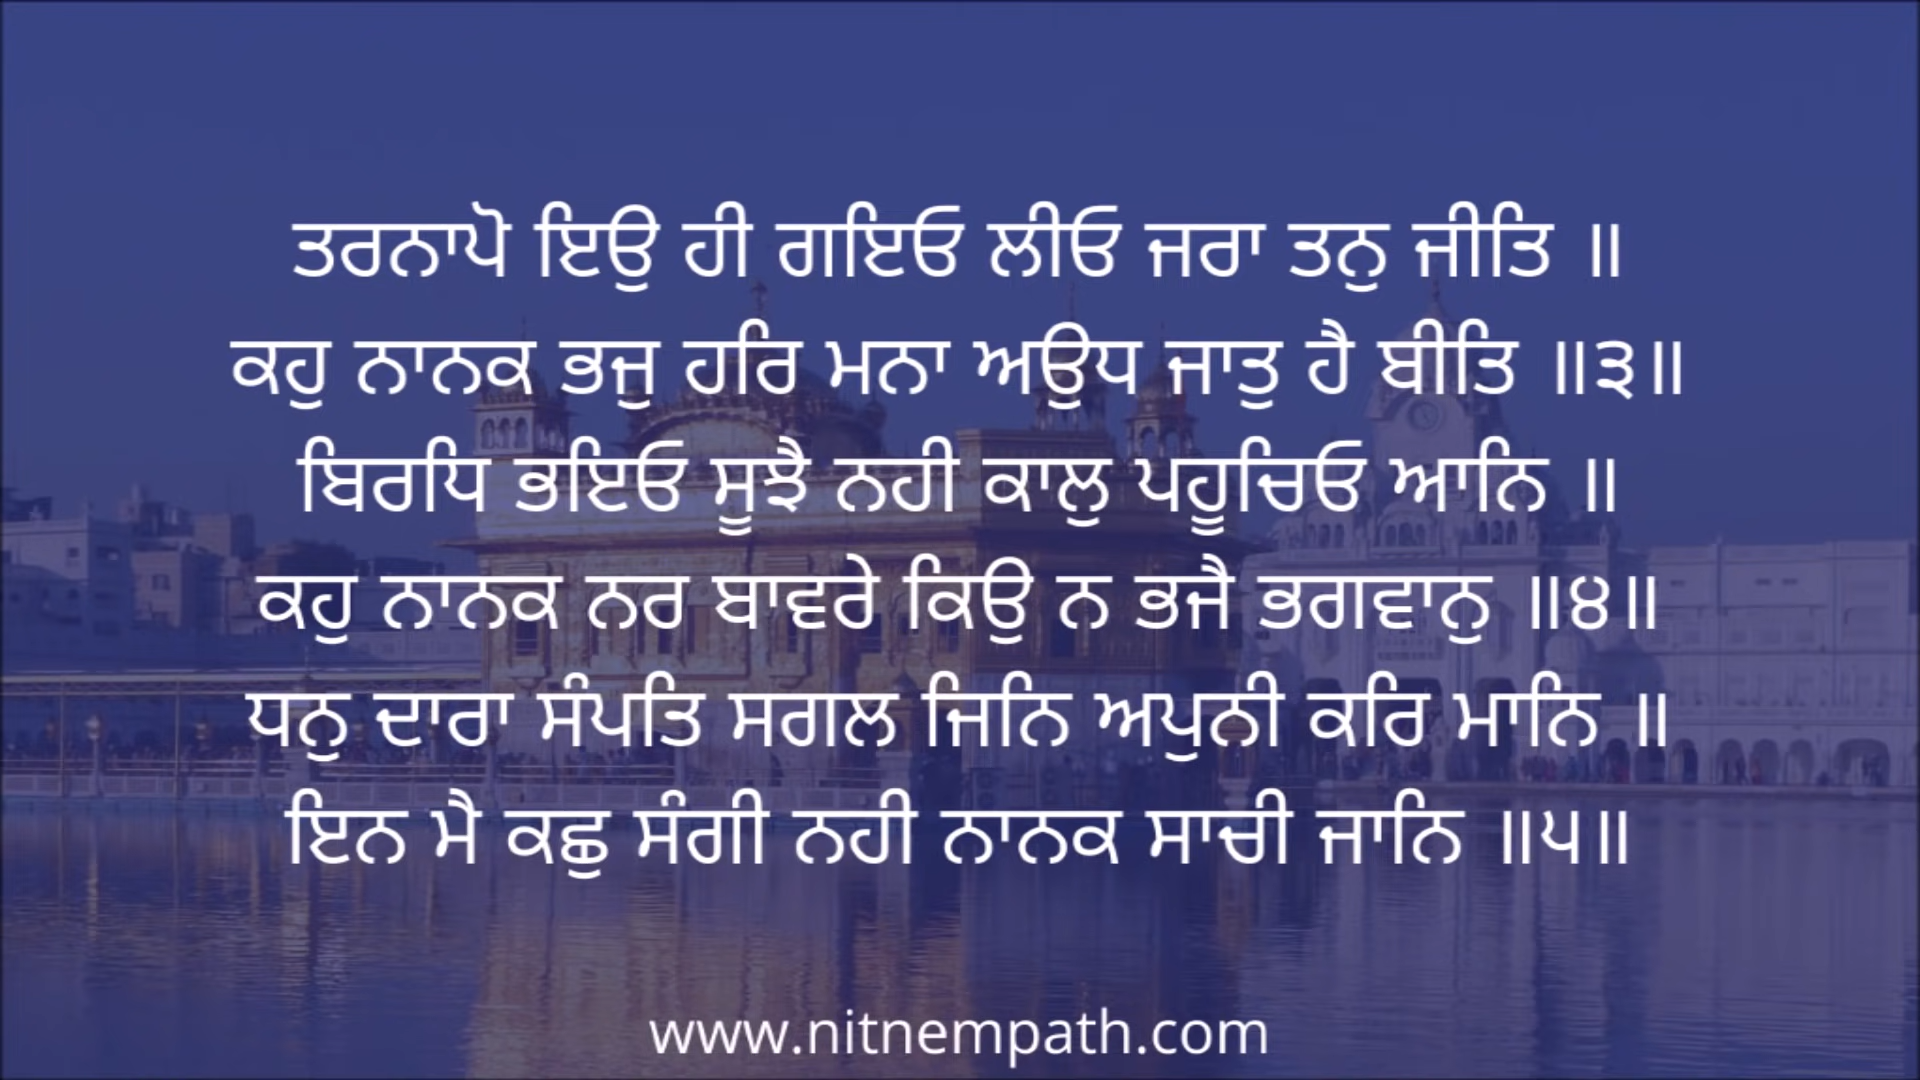 ਤਰਨਾਪੋ ਇਉ ਹੀ ਗਇਓ ਲੀਓ ਜਰਾ ਤਨੁ ਜੀਤਿ ॥
ਕਹੁ ਨਾਨਕ ਭਜੁ ਹਰਿ ਮਨਾ ਅਉਧ ਜਾਤੁ ਹੈ ਬੀਤਿ ॥੩॥
ਬਿਰਧਿ ਭਇਓ ਸੂਝੈ ਨਹੀ ਕਾਲੁ ਪਹੂਚਿਓ ਆਨਿ ॥
ਕਹੁ ਨਾਨਕ ਨਰ ਬਾਵਰੇ ਕਿਉ ਨ ਭਜੈ ਭਗਵਾਨੁ ॥੪॥
ਧਨੁ ਦਾਰਾ ਸੰਪਤਿ ਸਗਲ ਜਿਨਿ ਅਪੁਨੀ ਕਰਿ ਮਾਨਿ ॥
ਇਨ ਮੈ ਕਛੁ ਸੰਗੀ ਨਹੀ ਨਾਨਕ ਸਾਚੀ ਜਾਨਿ ॥੫॥
www.nitnempath.com